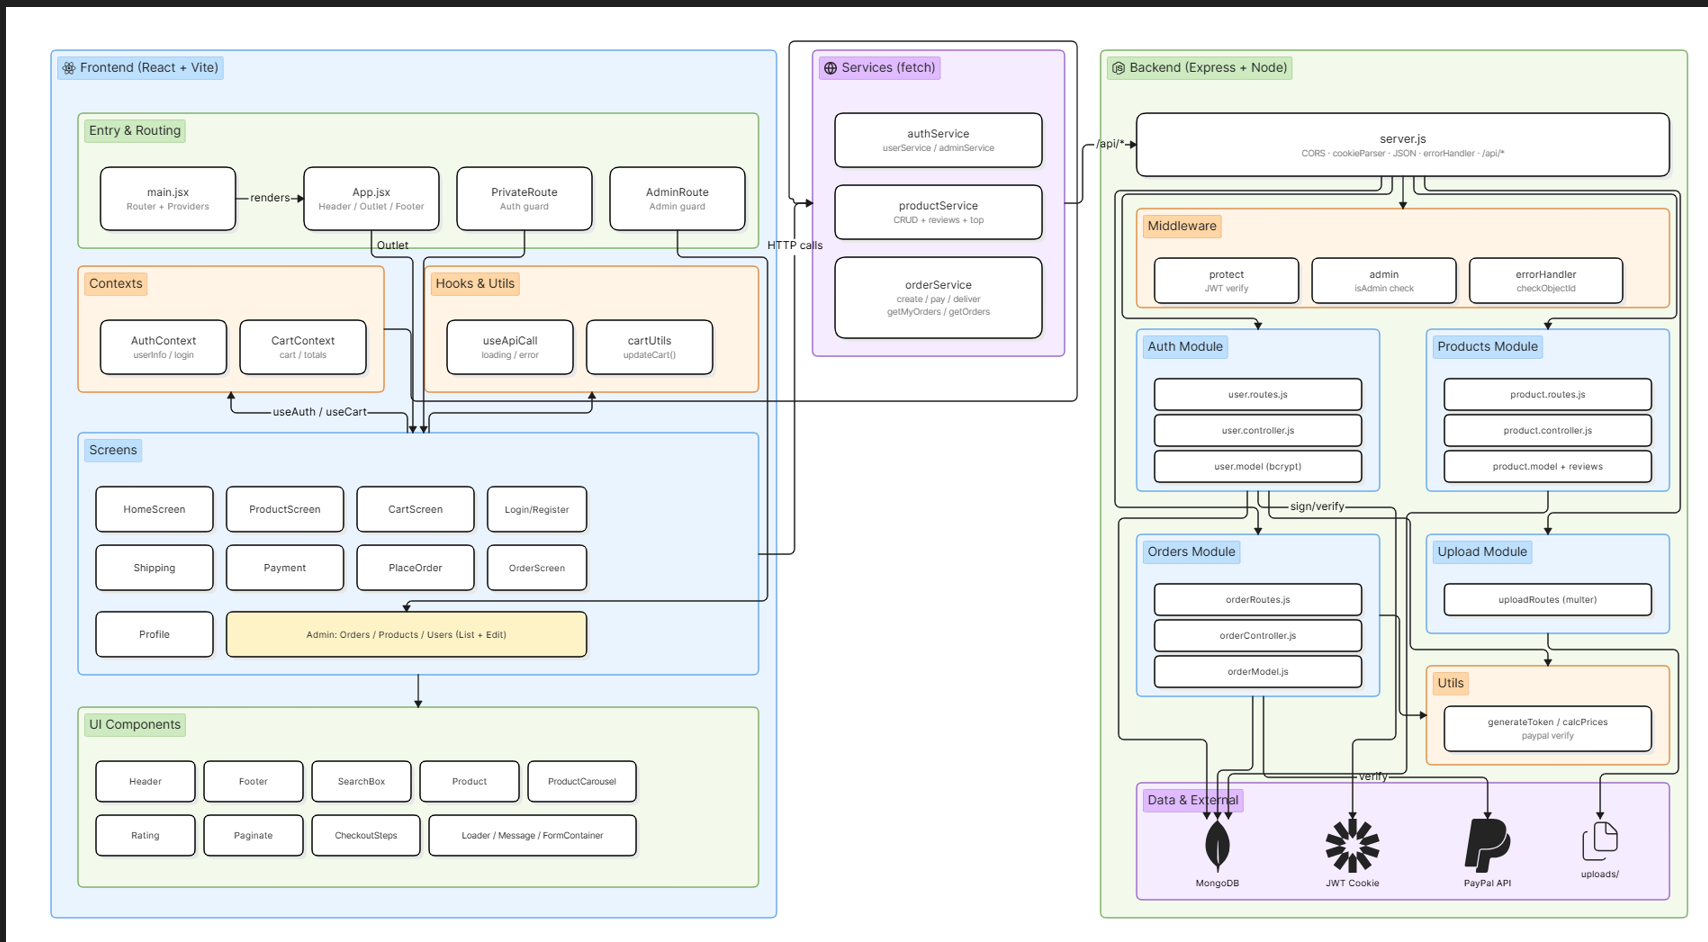 Frontend (React + Vite)
Entry & Routing
main.jsx
Router + Providers
renders
App.jsx
Header / Outlet / Footer
PrivateRoute
Auth guard
AdminRoute
Admin guard
Outlet
Contexts
AuthContext
userInfo / login
CartContext
cart / totals
Hooks & Utils
useApiCall
loading / error
cartUtils
updateCart()
useAuth / useCart
Screens
HomeScreen
ProductScreen
CartScreen
Login/Register
Shipping
Payment
PlaceOrder
OrderScreen
Profile
Admin: Orders / Products / Users (List + Edit)
UI Components
Header
Footer
SearchBox
Product
ProductCarousel
Rating
Paginate
CheckoutSteps
Loader / Message / FormContainer
HTTP calls
Services (fetch)
authService
userService / adminService
productService
CRUD + reviews + top
orderService
create / pay / deliver
getMyOrders / getOrders
/api/*
Backend (Express + Node)
server.js
CORS · cookieParser · JSON · errorHandler · /api/*
Middleware
protect
JWT verify
admin
isAdmin check
errorHandler
checkObjectId
Auth Module
user.routes.js
user.controller.js
user.model (bcrypt)
Products Module
product.routes.js
product.controller.js
product.model + reviews
sign/verify
Orders Module
orderRoutes.js
orderController.js
orderModel.js
Upload Module
uploadRoutes (multer)
Utils
generateToken / calcPrices
paypal verify
verify
Data & External
MongoDB
JWT Cookie
PayPal API
uploads/